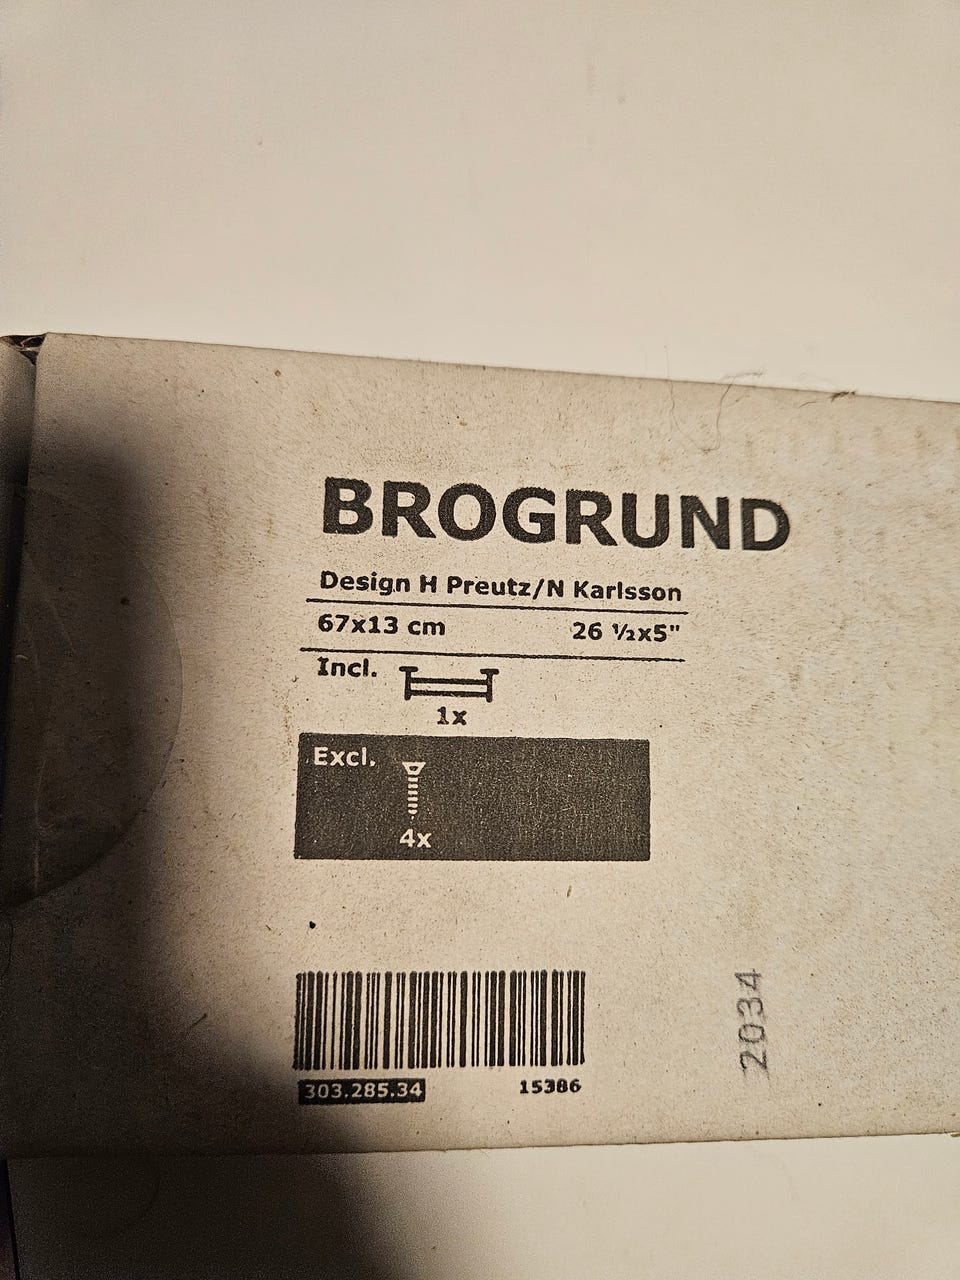 BROGRUND
Design H Preutz/N Karlsson
67x13 cm 26 ½x5"
Incl.
1x
Excl.
4x
303.285.34 15386
2034